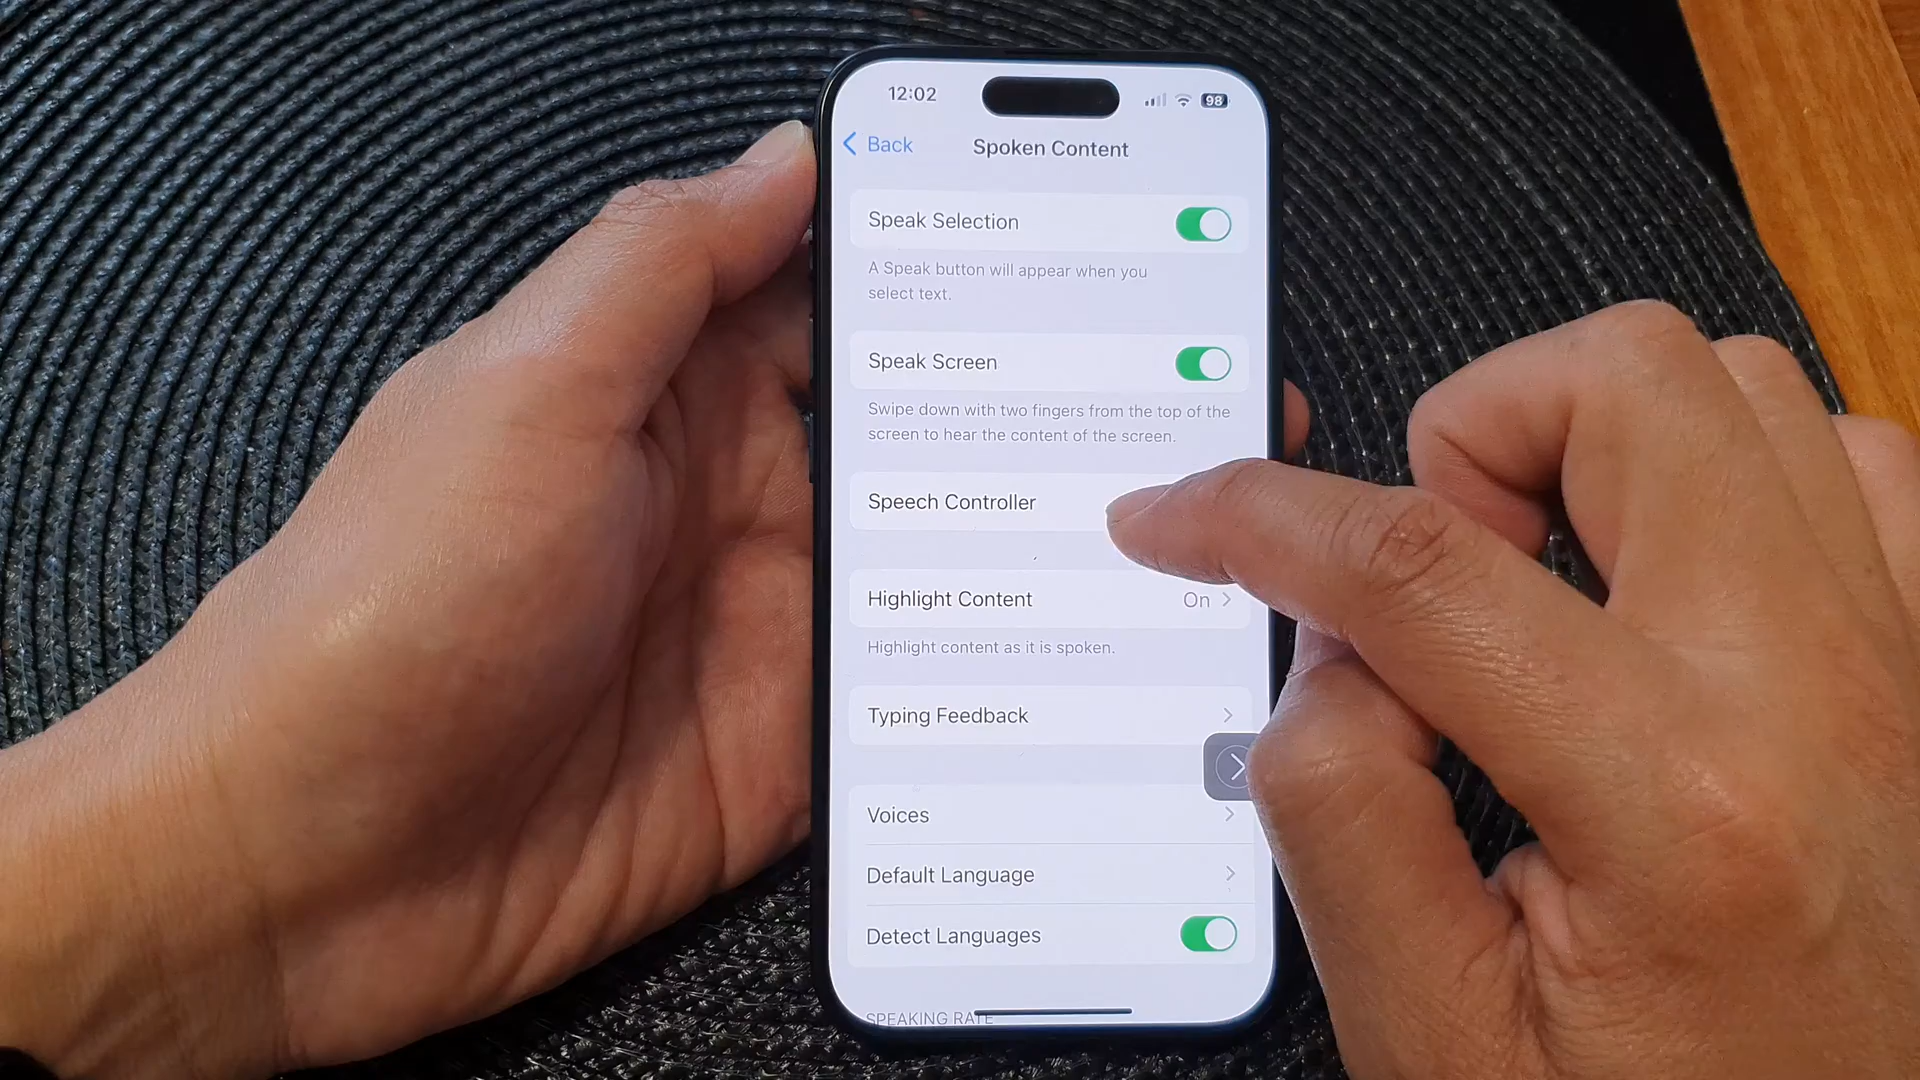 12:02
98
Back
Spoken Content
Speak Selection
A Speak button will appear when you
select text.
Speak Screen
Swipe down with two fingers from the top of the
screen to hear the content of the screen.
Speech Controller
Highlight Content
On
Highlight content as it is spoken.
Typing Feedback
Voices
Default Language
Detect Languages
SPEAKING RATE